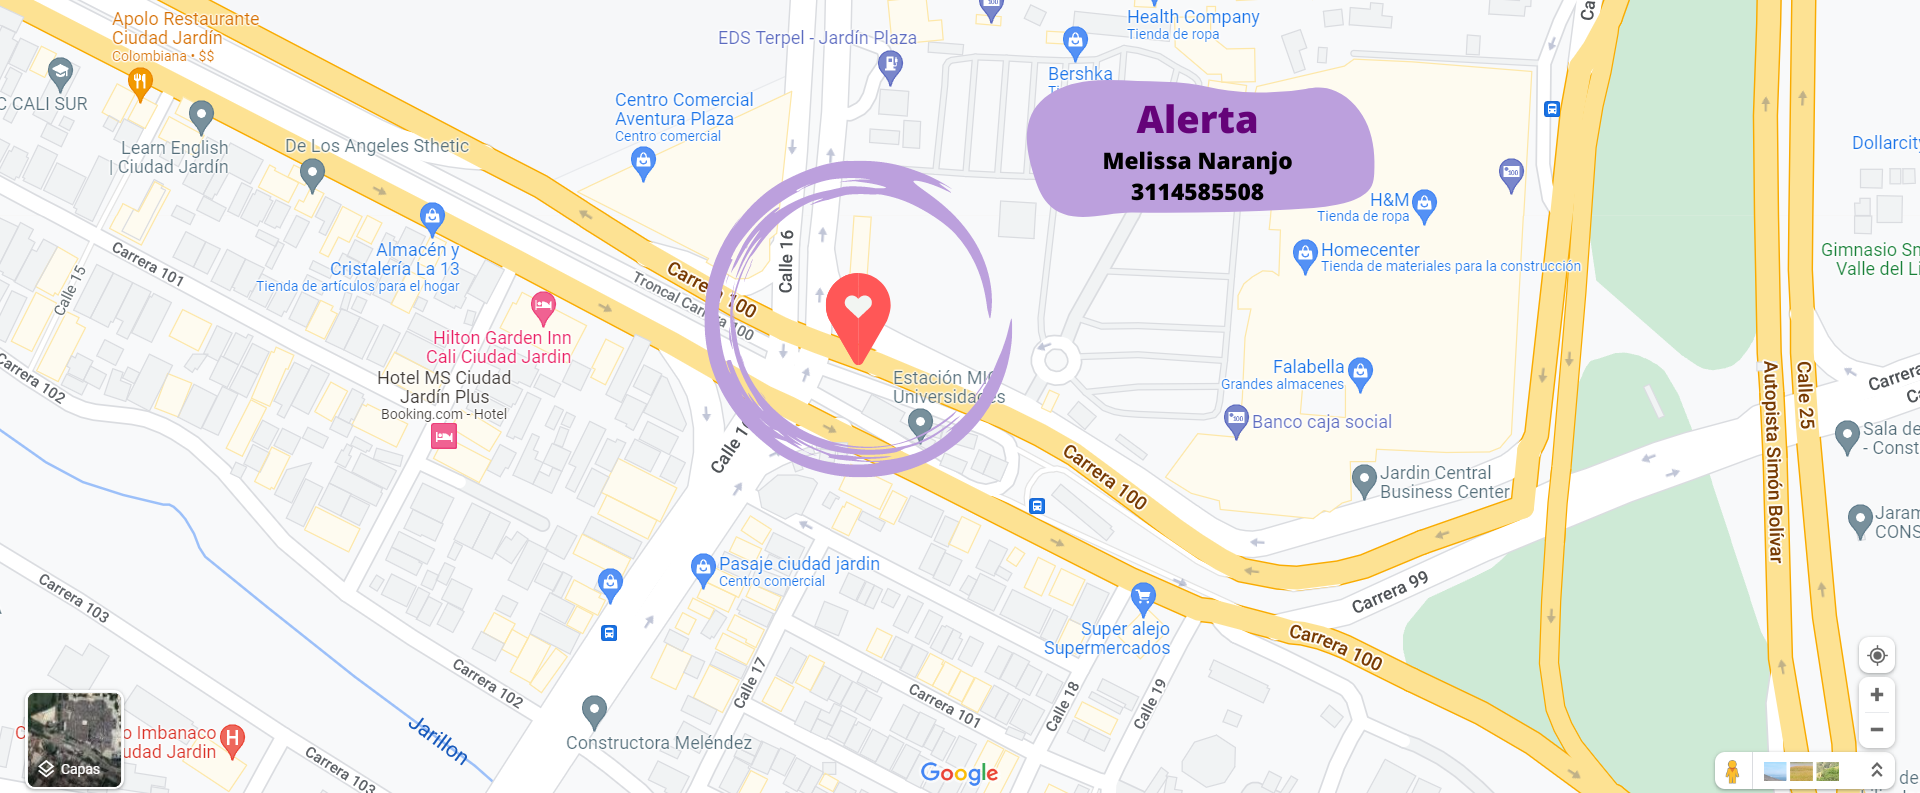 Apolo Restaurante
Ciudad Jardín
Colombiana • $$
C CALI SUR
Learn English
| Ciudad Jardín
De Los Angeles Sthetic
EDS Terpel - Jardín Plaza
Centro Comercial
Aventura Plaza
Centro comercial
Health Company
Tienda de ropa
Bershka
Alerta
Melissa Naranjo
3114585508
Ca
Dollarcity
H&M
Tienda de ropa
Homecenter
Tienda de materiales para la construcción
Gimnasio Sm
Valle del Li
Almacén y
Cristalería La 13
Tienda de artículos para el hogar
Carrera 101
Calle 15
Calle 16
Carrera 100
Troncal Carrera 100
Hilton Garden Inn
Cali Ciudad Jardin
Hotel MS Ciudad
Jardín Plus
Booking.com - Hotel
Carrera 102
Estación MIO
Universidades
Falabella
Grandes almacenes
Banco caja social
Jardin Central
Business Center
Autopista Simón Bolívar
Calle 25
Carrera
C
Sala de
- Const
Jaram
CONS
Calle 1
Carrera 100
Pasaje ciudad jardin
Centro comercial
Carrera 99
Super alejo
Supermercados
Carrera 100
Carrera 103
Carrera 102
Calle 17
Carrera 101
Calle 18
Calle 19
Jarillon
C
o Imbanaco
udad Jardin
H
Capas
Carrera 103
Constructora Meléndez
Google
de